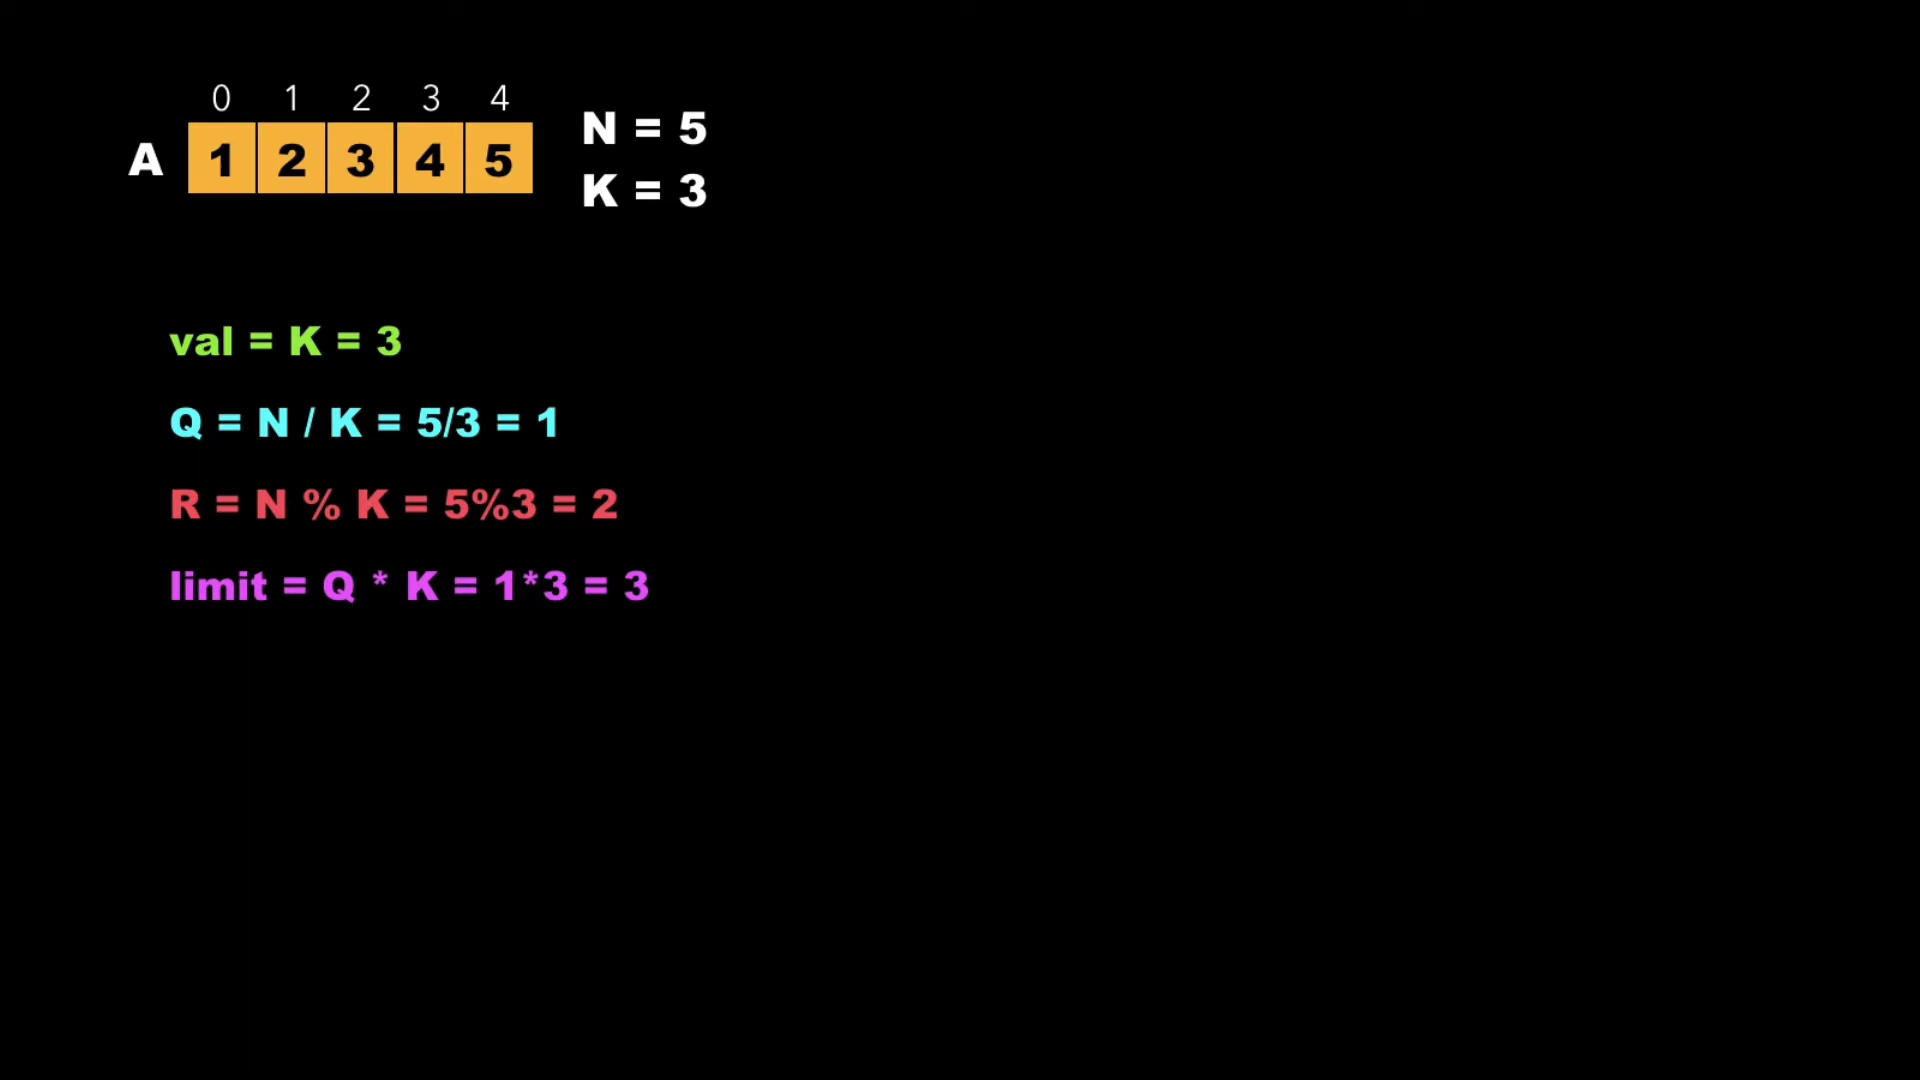 0 1 2 3 4
A 1 2 3 4 5
N = 5
K = 3
val = K = 3
Q = N / K = 5/3 = 1
R = N % K = 5%3 = 2
limit = Q * K = 1*3 = 3